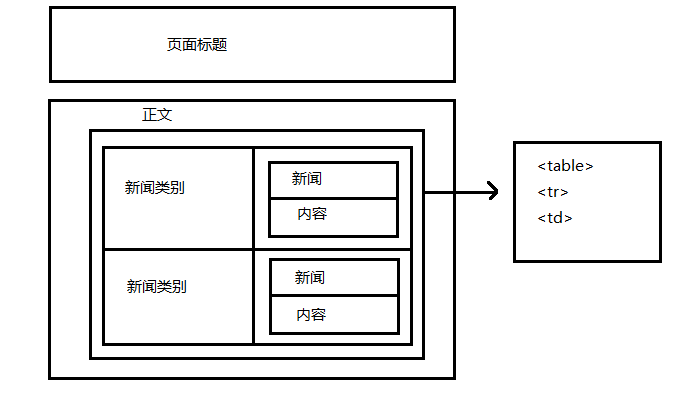 页面标题
正文
新闻类别
新闻
内容
新闻类别
新闻
内容
<table>
<tr>
<td>